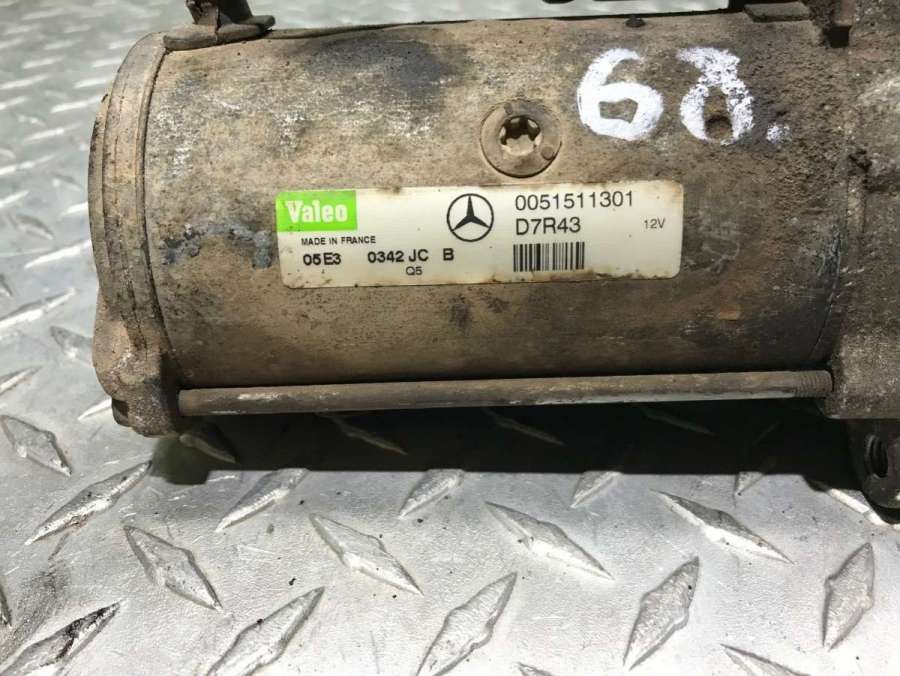 68.
Valeo
0051511301
D7R43 12V
MADE IN FRANCE
05E3 0342 JC B
Q5